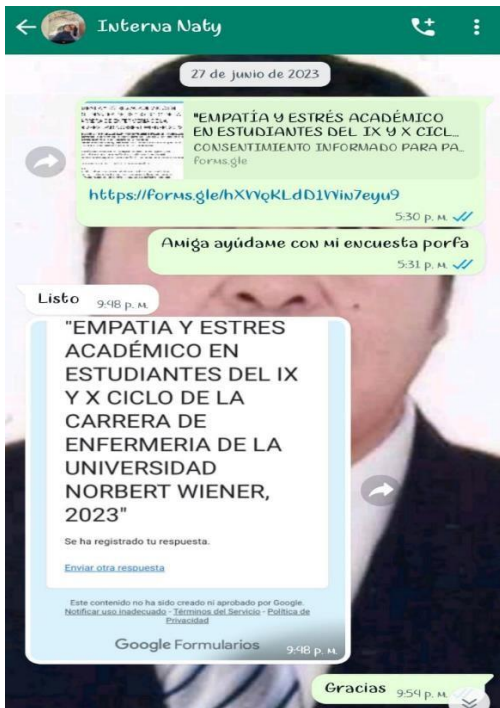 Interna Naty
27 de junio de 2023
"EMPATÍA Y ESTRÉS ACADÉMICO
EN ESTUDIANTES DEL IX Y X CICL...
CONSENTIMIENTO INFORMADO PARA PA...
forms.gle
https://forms.gle/hXWqKLdD1Win7eyu9
5:30 p. m.
Amiga ayúdame con mi encuesta porfa
5:31 p. m.
Listo 9:48 p. m.
"EMPATIA Y ESTRES
ACADÉMICO EN
ESTUDIANTES DEL IX
Y X CICLO DE LA
CARRERA DE
ENFERMERIA DE LA
UNIVERSIDAD
NORBERT WIENER,
2023"
Se ha registrado tu respuesta.
Enviar otra respuesta
Este contenido no ha sido creado ni aprobado por Google.
Notificar uso inadecuado - Términos del Servicio - Política de
Privacidad
Google Formularios 9:48 p. m.
Gracias 9:54 p. m.